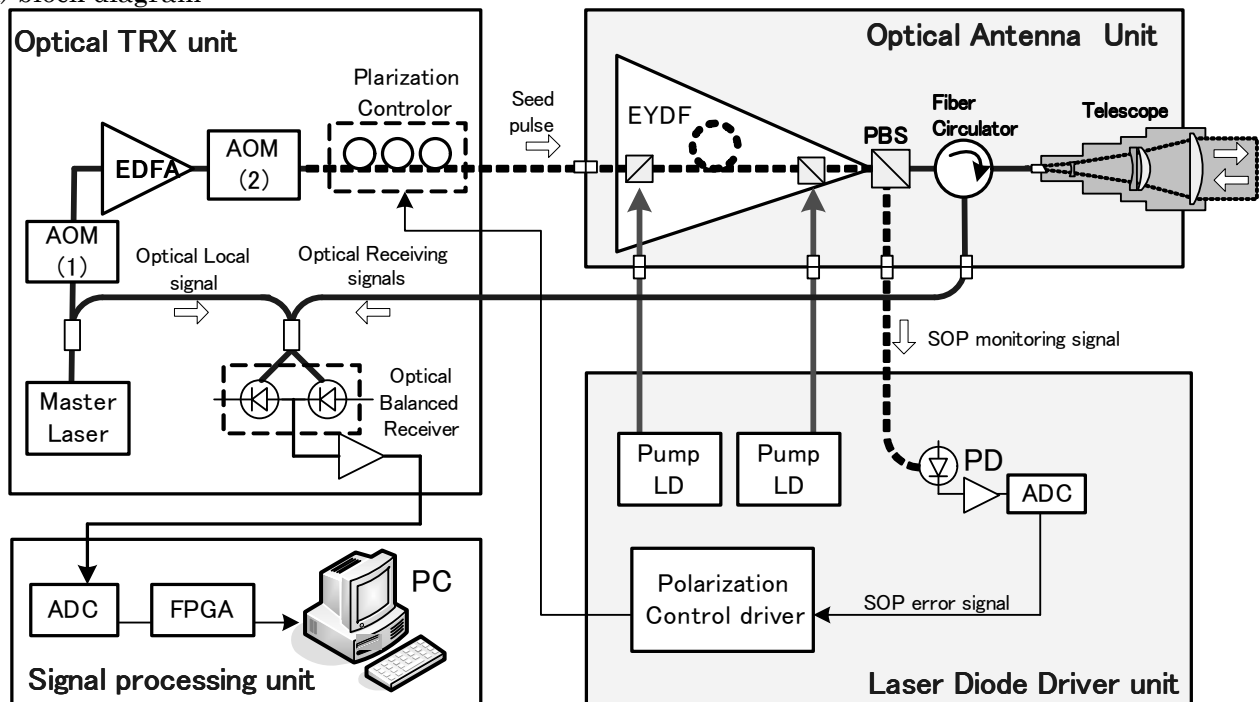 ) block diagram
Optical TRX unit
Plarization
Controlor
EDFA
AOM
(2)
AOM
(1)
Optical Local
signal
Optical Receiving
signals
Master
Laser
Optical
Balanced
Receiver
Seed
pulse
Optical Antenna Unit
EYDF
PBS
Fiber
Circulator
Telescope
SOP monitoring signal
Pump
LD
Pump
LD
PD
ADC
Polarization
Control driver
SOP error signal
Laser Diode Driver unit
ADC
FPGA
PC
Signal processing unit